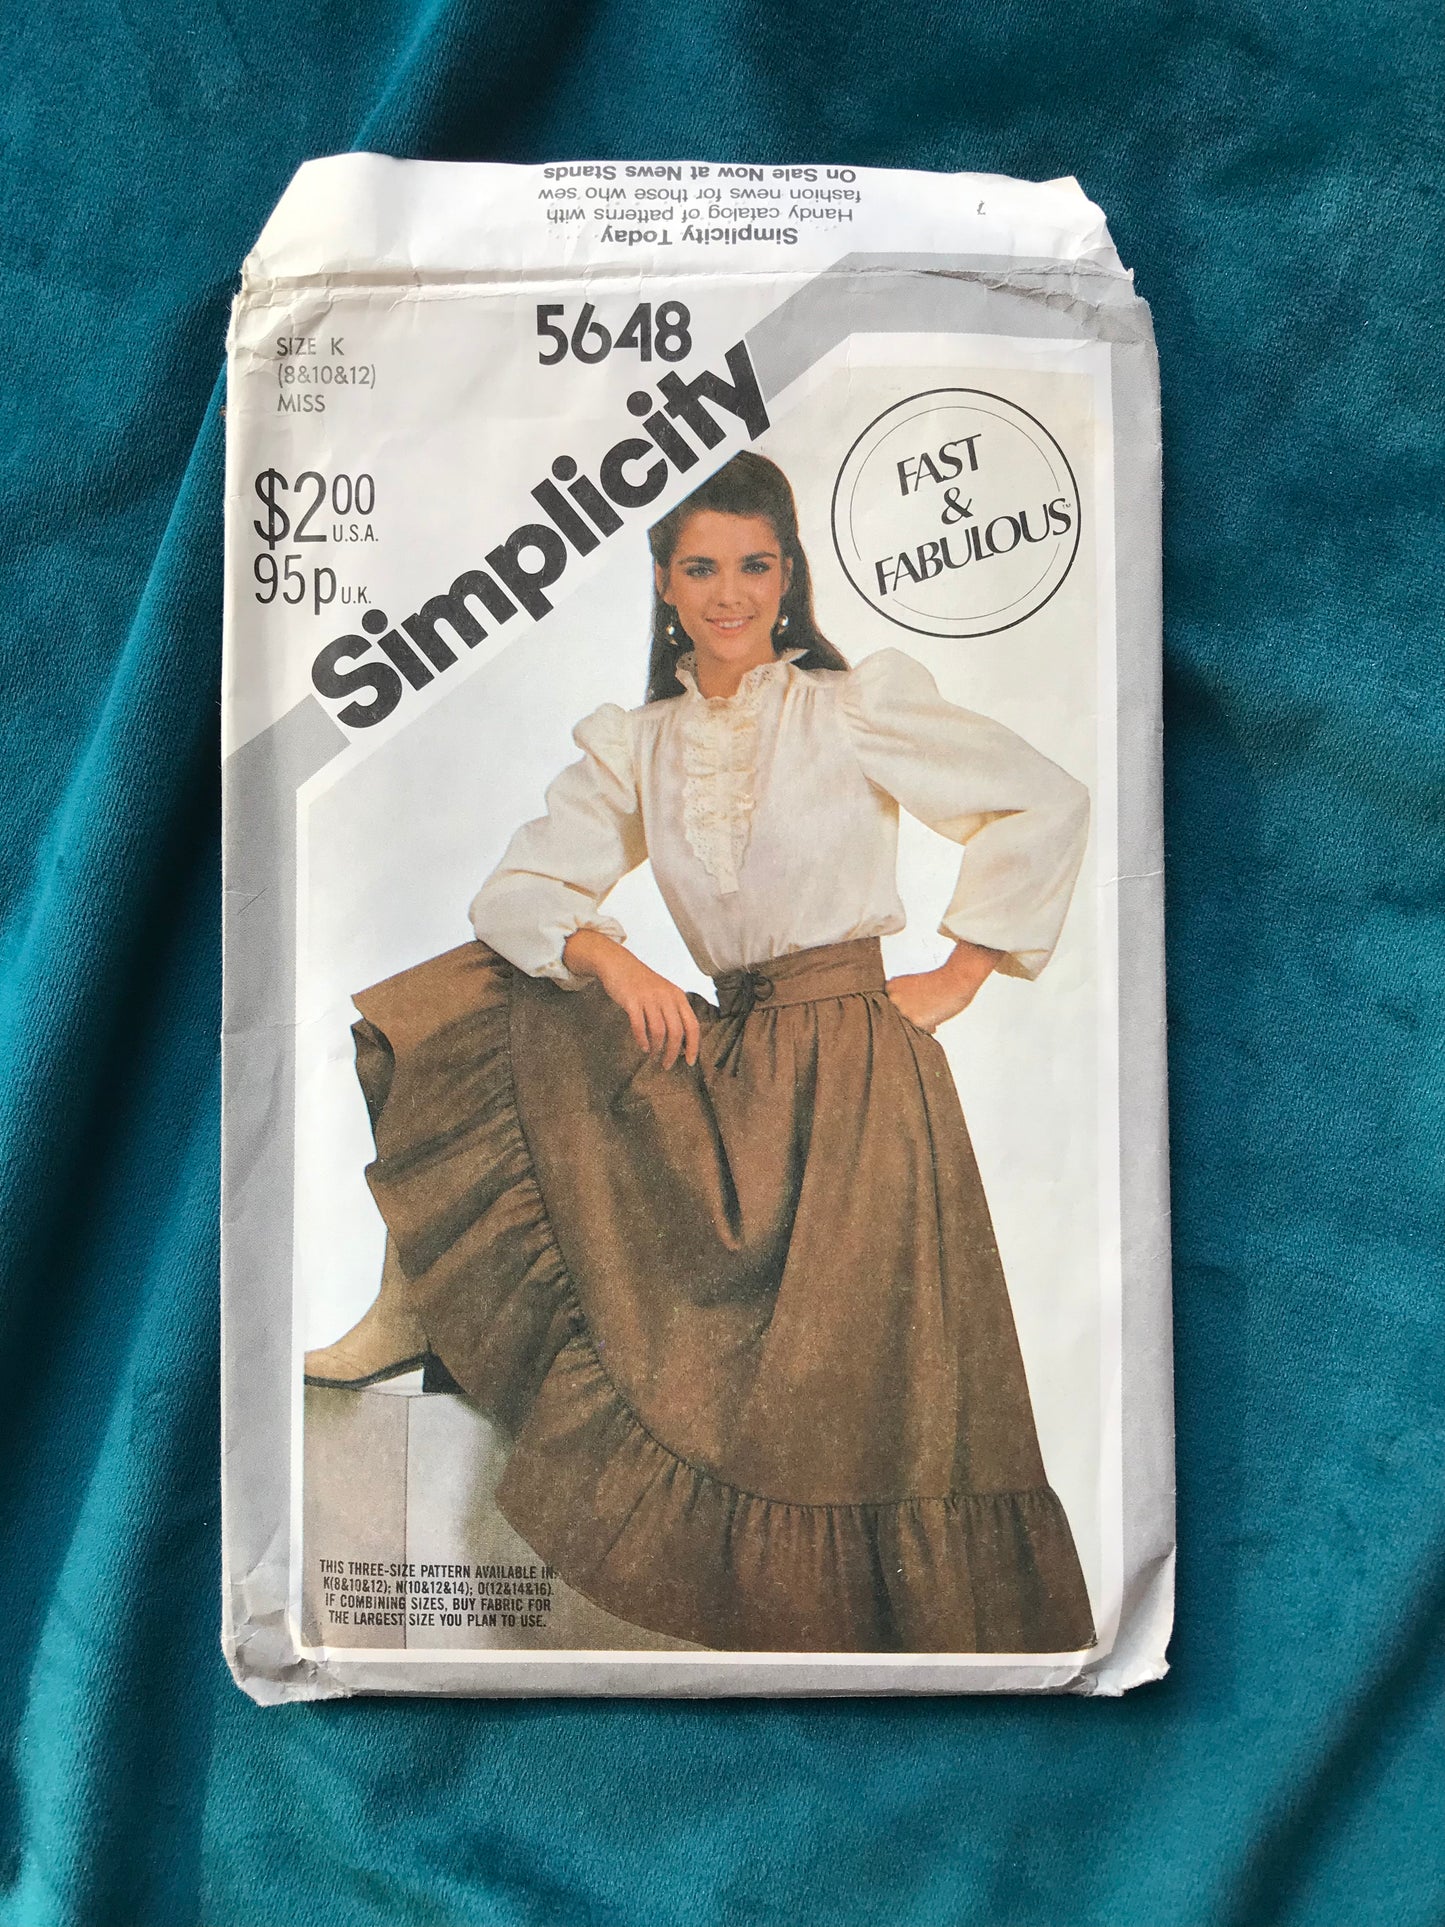 On Sale Now at News Stands
fashion news for those who sew
Handy catalog of patterns with
Simplicity Today
7
5648
SIZE K
(8&10&12)
MISS
$2.00
U.S.A.
95p U.K.
Simplicity
FAST
&
FABULOUS™
THIS THREE-SIZE PATTERN AVAILABLE IN:
K(8&10&12); N(10&12&14); O(12&14&16).
IF COMBINING SIZES, BUY FABRIC FOR
THE LARGEST SIZE YOU PLAN TO USE.